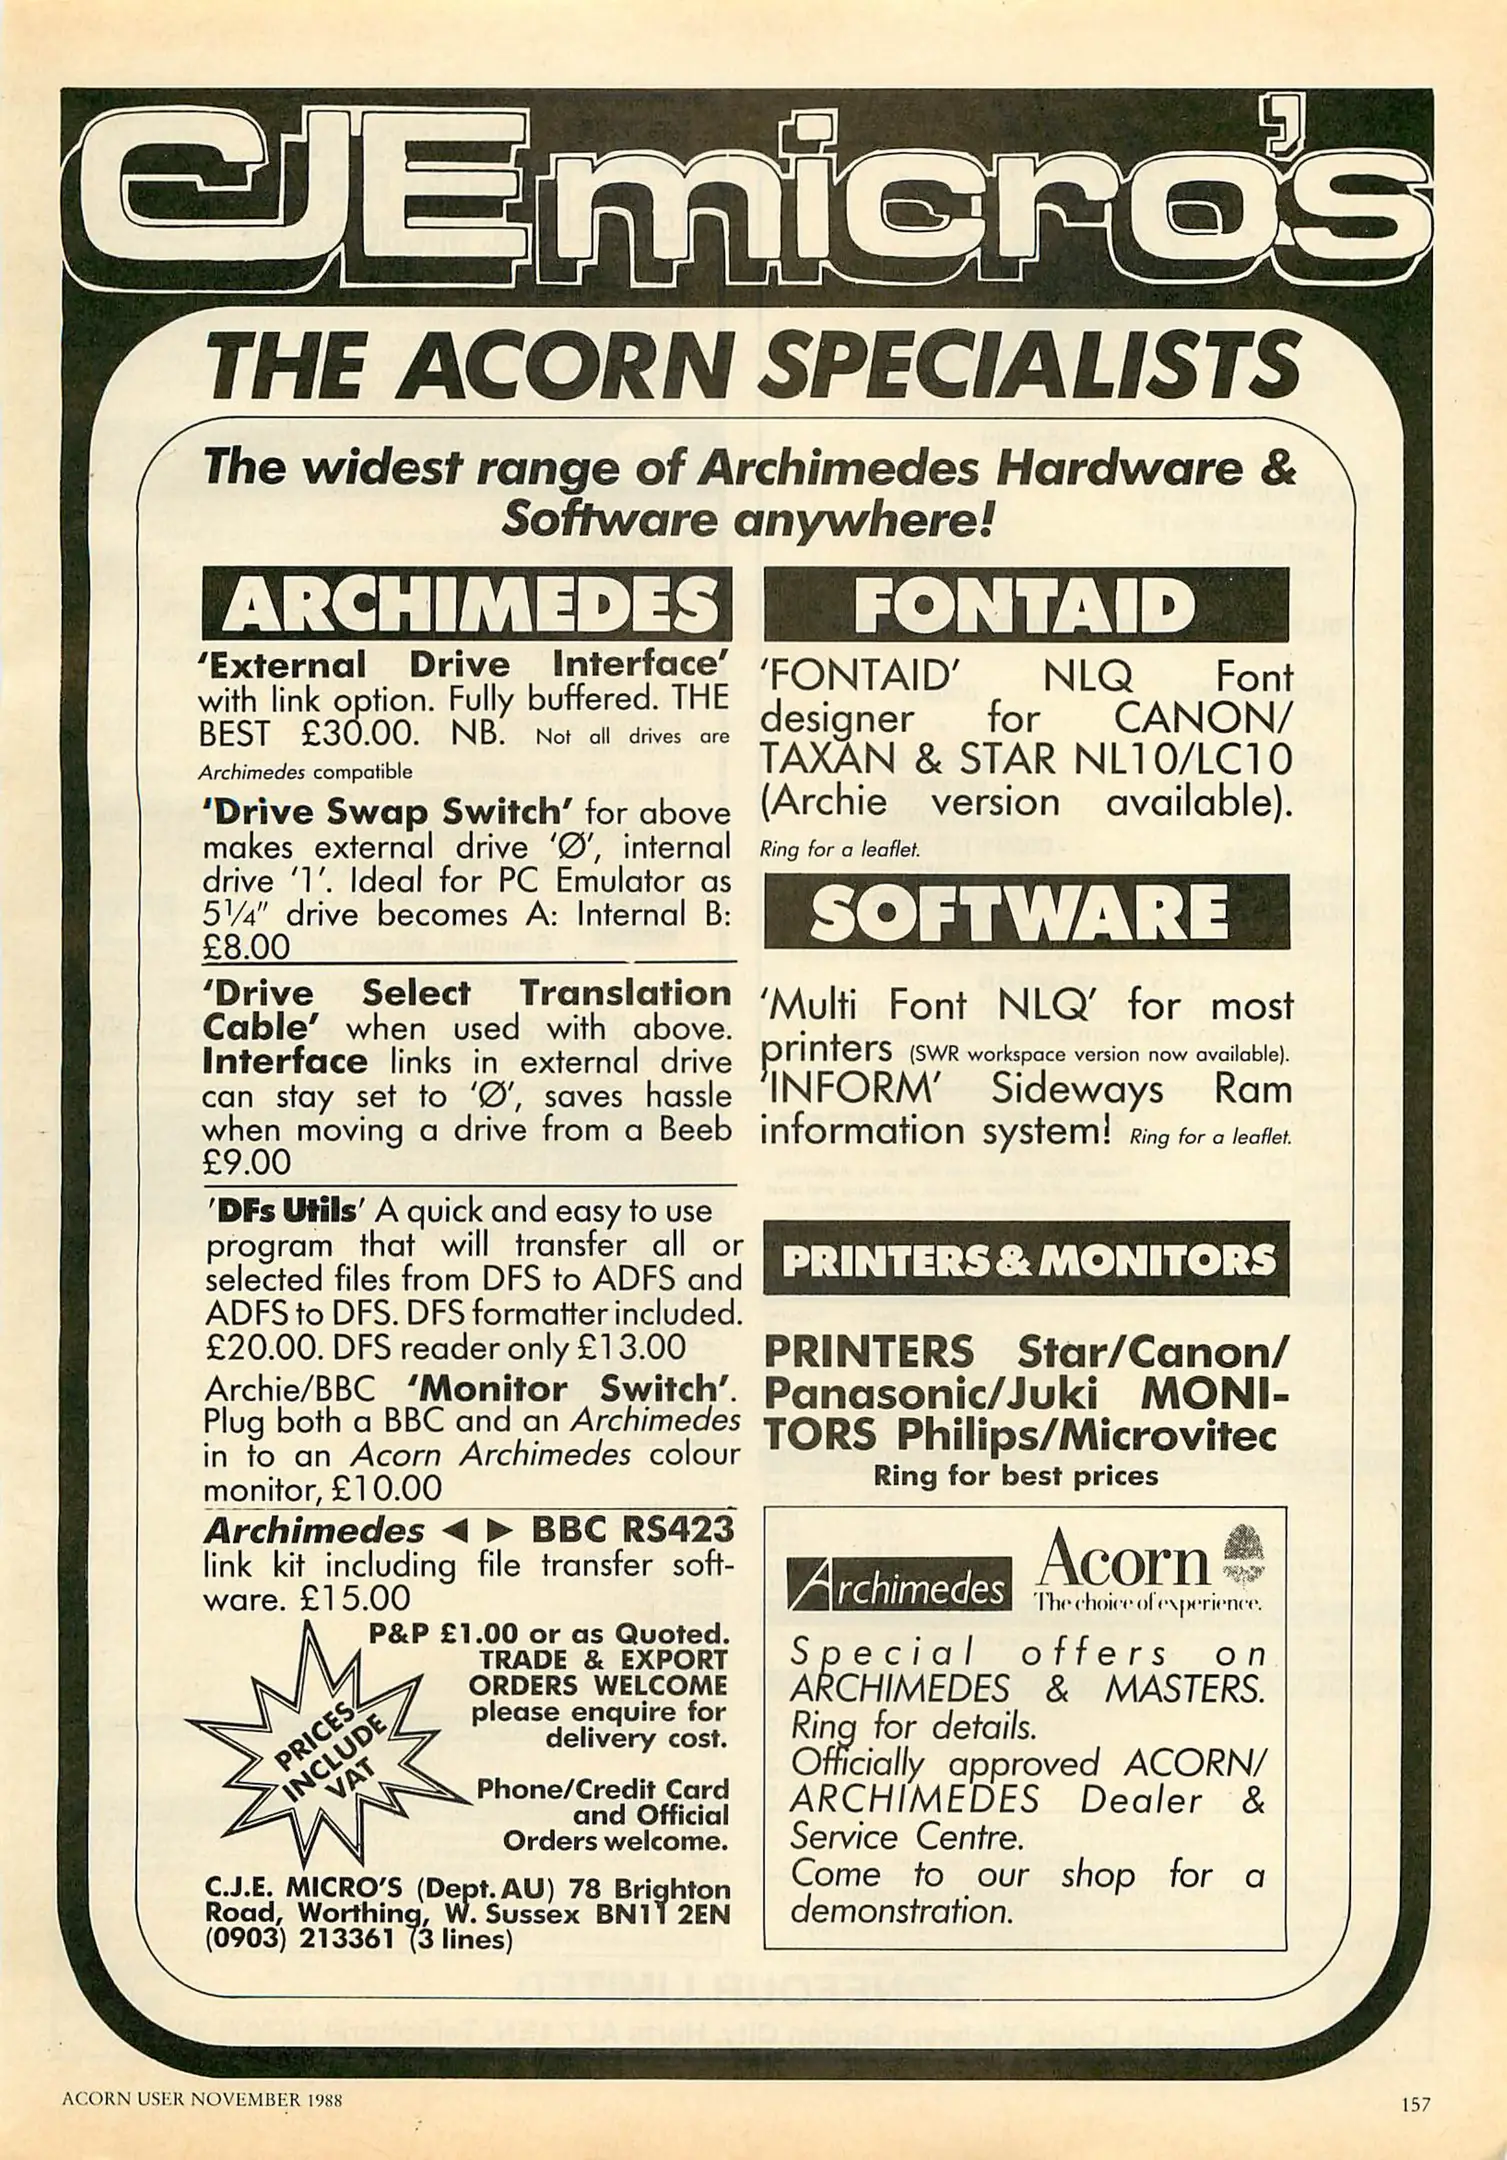 CJE micro's
THE ACORN SPECIALISTS
The widest range of Archimedes Hardware &
Software anywhere!
ARCHIMEDES
'External Drive Interface'
with link option. Fully buffered. THE
BEST £30.00. NB. Not all drives are
Archimedes compatible
'Drive Swap Switch' for above
makes external drive 'Ø', internal
drive '1'. Ideal for PC Emulator as
5¼" drive becomes A: Internal B:
£8.00
'Drive Select Translation
Cable' when used with above.
Interface links in external drive
can stay set to 'Ø', saves hassle
when moving a drive from a Beeb
£9.00
'DFs Utils' A quick and easy to use
program that will transfer all or
selected files from DFS to ADFS and
ADFS to DFS. DFS formatter included.
£20.00. DFS reader only £13.00
Archie/BBC 'Monitor Switch'.
Plug both a BBC and an Archimedes
in to an Acorn Archimedes colour
monitor, £10.00
Archimedes ◄ ► BBC RS423
link kit including file transfer soft-
ware. £15.00
P&P £1.00 or as Quoted.
TRADE & EXPORT
ORDERS WELCOME
please enquire for
delivery cost.
PRICES
INCLUDE
VAT
Phone/Credit Card
and Official
Orders welcome.
C.J.E. MICRO'S (Dept. AU) 78 Brighton
Road, Worthing, W. Sussex BN11 2EN
(0903) 213361 (3 lines)
FONTAID
'FONTAID' NLQ Font
designer for CANON/
TAXAN & STAR NL10/LC10
(Archie version available).
Ring for a leaflet.
SOFTWARE
'Multi Font NLQ' for most
printers (SWR workspace version now available).
'INFORM' Sideways Ram
information system! Ring for a leaflet.
PRINTERS & MONITORS
PRINTERS Star/Canon/
Panasonic/Juki MONI-
TORS Philips/Microvitec
Ring for best prices
Archimedes
Acorn
The choice of experience.
Special offers on
ARCHIMEDES & MASTERS.
Ring for details.
Officially approved ACORN/
ARCHIMEDES Dealer &
Service Centre.
Come to our shop for a
demonstration.
ACORN USER NOVEMBER 1988
157